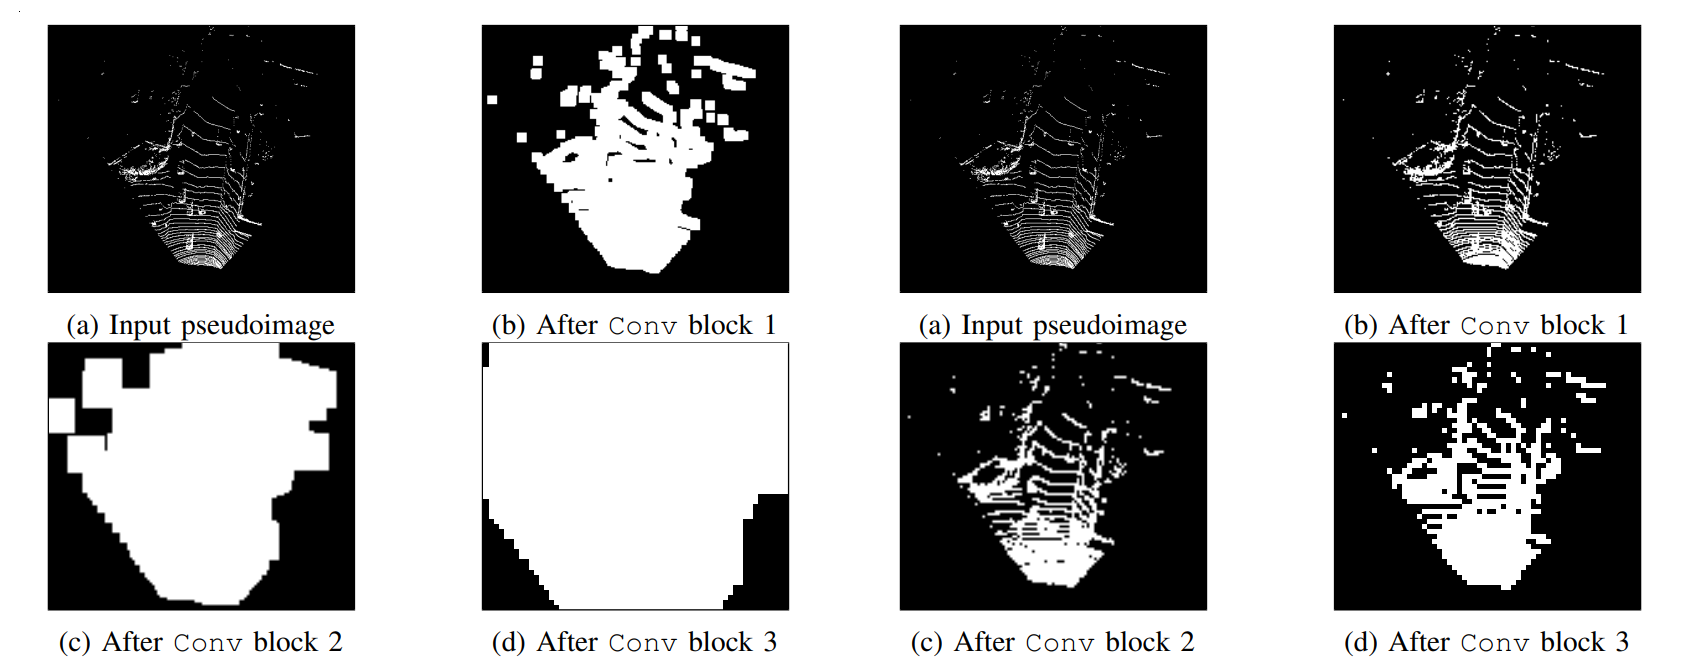 (a) Input pseudoimage
(b) After Conv block 1
(a) Input pseudoimage
(b) After Conv block 1
(c) After Conv block 2
(d) After Conv block 3
(c) After Conv block 2
(d) After Conv block 3